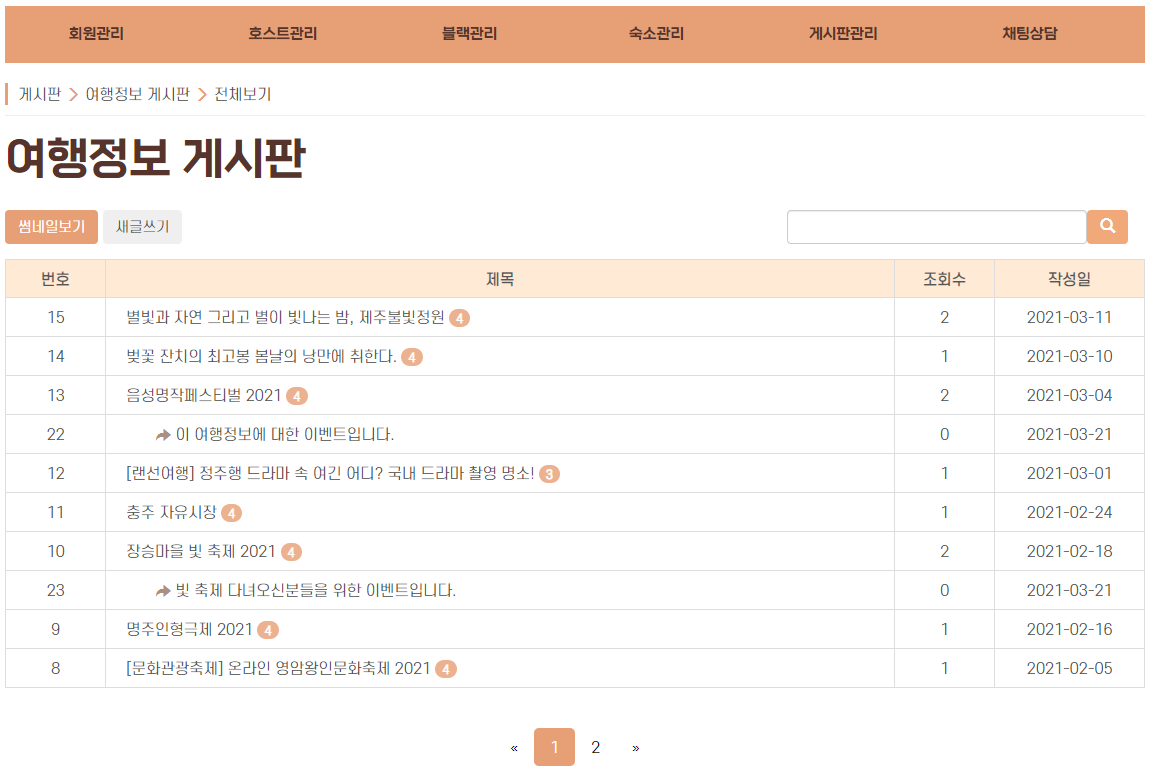 회원관리 호스트관리 블랙관리 숙소관리 게시판관리 채팅상담
게시판 > 여행정보 게시판 > 전체보기
여행정보 게시판
썸네일보기 새글쓰기
번호 제목 조회수 작성일
15 별빛과 자연 그리고 별이 빛나는 밤, 제주불빛정원 4 2 2021-03-11
14 벚꽃 잔치의 최고봉 봄날의 낭만에 취한다. 4 1 2021-03-10
13 음성명작페스티벌 2021 4 2 2021-03-04
22 이 여행정보에 대한 이벤트입니다. 0 2021-03-21
12 [랜선여행] 정주행 드라마 속 여긴 어디? 국내 드라마 촬영 명소! 3 1 2021-03-01
11 충주 자유시장 4 1 2021-02-24
10 장승마을 빛 축제 2021 4 2 2021-02-18
23 빛 축제 다녀오신분들을 위한 이벤트입니다. 0 2021-03-21
9 명주인형극제 2021 4 1 2021-02-16
8 [문화관광축제] 온라인 영암왕인문화축제 2021 4 1 2021-02-05
« 1 2 »